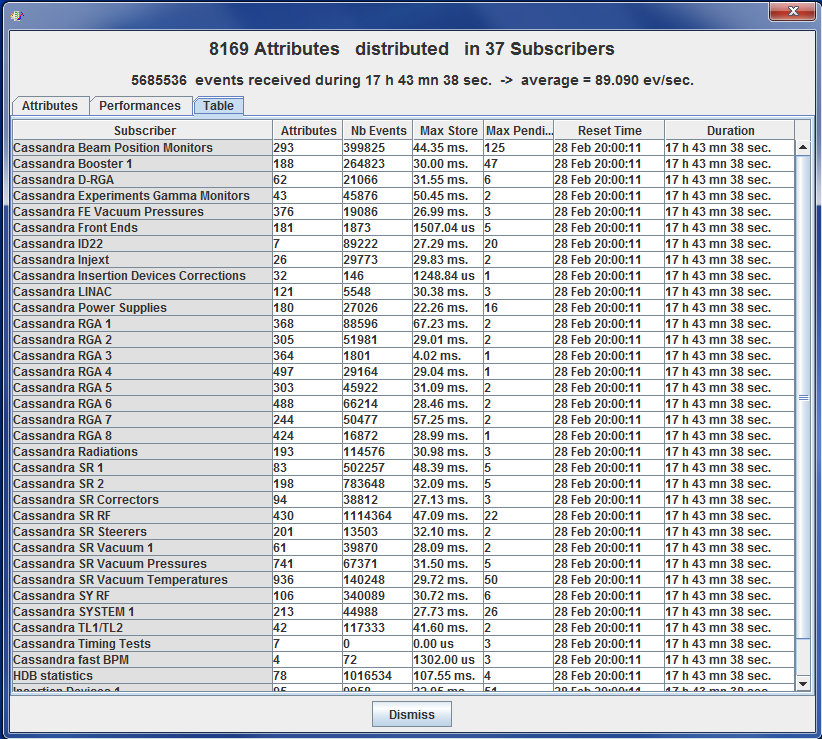 8169 Attributes distributed in 37 Subscribers
5685536 events received during 17 h 43 mn 38 sec. -> average = 89.090 ev/sec.
Attributes Performances Table
Subscriber Attributes Nb Events Max Store Max Pendi... Reset Time Duration
Cassandra Beam Position Monitors 293 399825 44.35 ms. 125 28 Feb 20:00:11 17 h 43 mn 38 sec.
Cassandra Booster 1 188 264823 30.00 ms. 47 28 Feb 20:00:11 17 h 43 mn 38 sec.
Cassandra D-RGA 62 21066 31.55 ms. 6 28 Feb 20:00:11 17 h 43 mn 38 sec.
Cassandra Experiments Gamma Monitors 43 45876 50.45 ms. 2 28 Feb 20:00:11 17 h 43 mn 38 sec.
Cassandra FE Vacuum Pressures 376 19086 26.99 ms. 3 28 Feb 20:00:11 17 h 43 mn 38 sec.
Cassandra Front Ends 181 1873 1507.04 us 5 28 Feb 20:00:11 17 h 43 mn 38 sec.
Cassandra ID22 7 89222 27.29 ms. 20 28 Feb 20:00:11 17 h 43 mn 38 sec.
Cassandra Injext 26 29773 29.83 ms. 2 28 Feb 20:00:11 17 h 43 mn 38 sec.
Cassandra Insertion Devices Corrections 32 146 1248.84 us 1 28 Feb 20:00:11 17 h 43 mn 38 sec.
Cassandra LINAC 121 5548 30.38 ms. 3 28 Feb 20:00:11 17 h 43 mn 38 sec.
Cassandra Power Supplies 180 27026 22.26 ms. 16 28 Feb 20:00:11 17 h 43 mn 38 sec.
Cassandra RGA 1 368 88596 67.23 ms. 2 28 Feb 20:00:11 17 h 43 mn 38 sec.
Cassandra RGA 2 305 51981 29.01 ms. 2 28 Feb 20:00:11 17 h 43 mn 38 sec.
Cassandra RGA 3 364 1801 4.02 ms. 1 28 Feb 20:00:11 17 h 43 mn 38 sec.
Cassandra RGA 4 497 29164 29.04 ms. 1 28 Feb 20:00:11 17 h 43 mn 38 sec.
Cassandra RGA 5 303 45922 31.09 ms. 2 28 Feb 20:00:11 17 h 43 mn 38 sec.
Cassandra RGA 6 488 66214 28.46 ms. 2 28 Feb 20:00:11 17 h 43 mn 38 sec.
Cassandra RGA 7 244 50477 57.25 ms. 2 28 Feb 20:00:11 17 h 43 mn 38 sec.
Cassandra RGA 8 424 16872 28.99 ms. 1 28 Feb 20:00:11 17 h 43 mn 38 sec.
Cassandra Radiations 193 114576 30.98 ms. 3 28 Feb 20:00:11 17 h 43 mn 38 sec.
Cassandra SR 1 83 502257 48.39 ms. 5 28 Feb 20:00:11 17 h 43 mn 38 sec.
Cassandra SR 2 198 783648 32.09 ms. 5 28 Feb 20:00:11 17 h 43 mn 38 sec.
Cassandra SR Correctors 94 38812 27.13 ms. 3 28 Feb 20:00:11 17 h 43 mn 38 sec.
Cassandra SR RF 430 1114364 47.09 ms. 22 28 Feb 20:00:11 17 h 43 mn 38 sec.
Cassandra SR Steerers 201 13503 32.10 ms. 2 28 Feb 20:00:11 17 h 43 mn 38 sec.
Cassandra SR Vacuum 1 61 39870 28.09 ms. 2 28 Feb 20:00:11 17 h 43 mn 38 sec.
Cassandra SR Vacuum Pressures 741 67371 31.50 ms. 5 28 Feb 20:00:11 17 h 43 mn 38 sec.
Cassandra SR Vacuum Temperatures 936 140248 29.72 ms. 50 28 Feb 20:00:11 17 h 43 mn 38 sec.
Cassandra SY RF 106 340089 30.72 ms. 6 28 Feb 20:00:11 17 h 43 mn 38 sec.
Cassandra SYSTEM 1 213 44988 27.73 ms. 26 28 Feb 20:00:11 17 h 43 mn 38 sec.
Cassandra TL1/TL2 42 117333 41.60 ms. 2 28 Feb 20:00:11 17 h 43 mn 38 sec.
Cassandra Timing Tests 7 0 0.00 us 3 28 Feb 20:00:11 17 h 43 mn 38 sec.
Cassandra fast BPM 4 72 1302.00 us 3 28 Feb 20:00:11 17 h 43 mn 38 sec.
HDB statistics 78 1016534 107.55 ms. 4 28 Feb 20:00:11 17 h 43 mn 38 sec.
Insertion Devices 1 28 Feb 20:00:11 17 h 43 mn 38 sec.
Dismiss